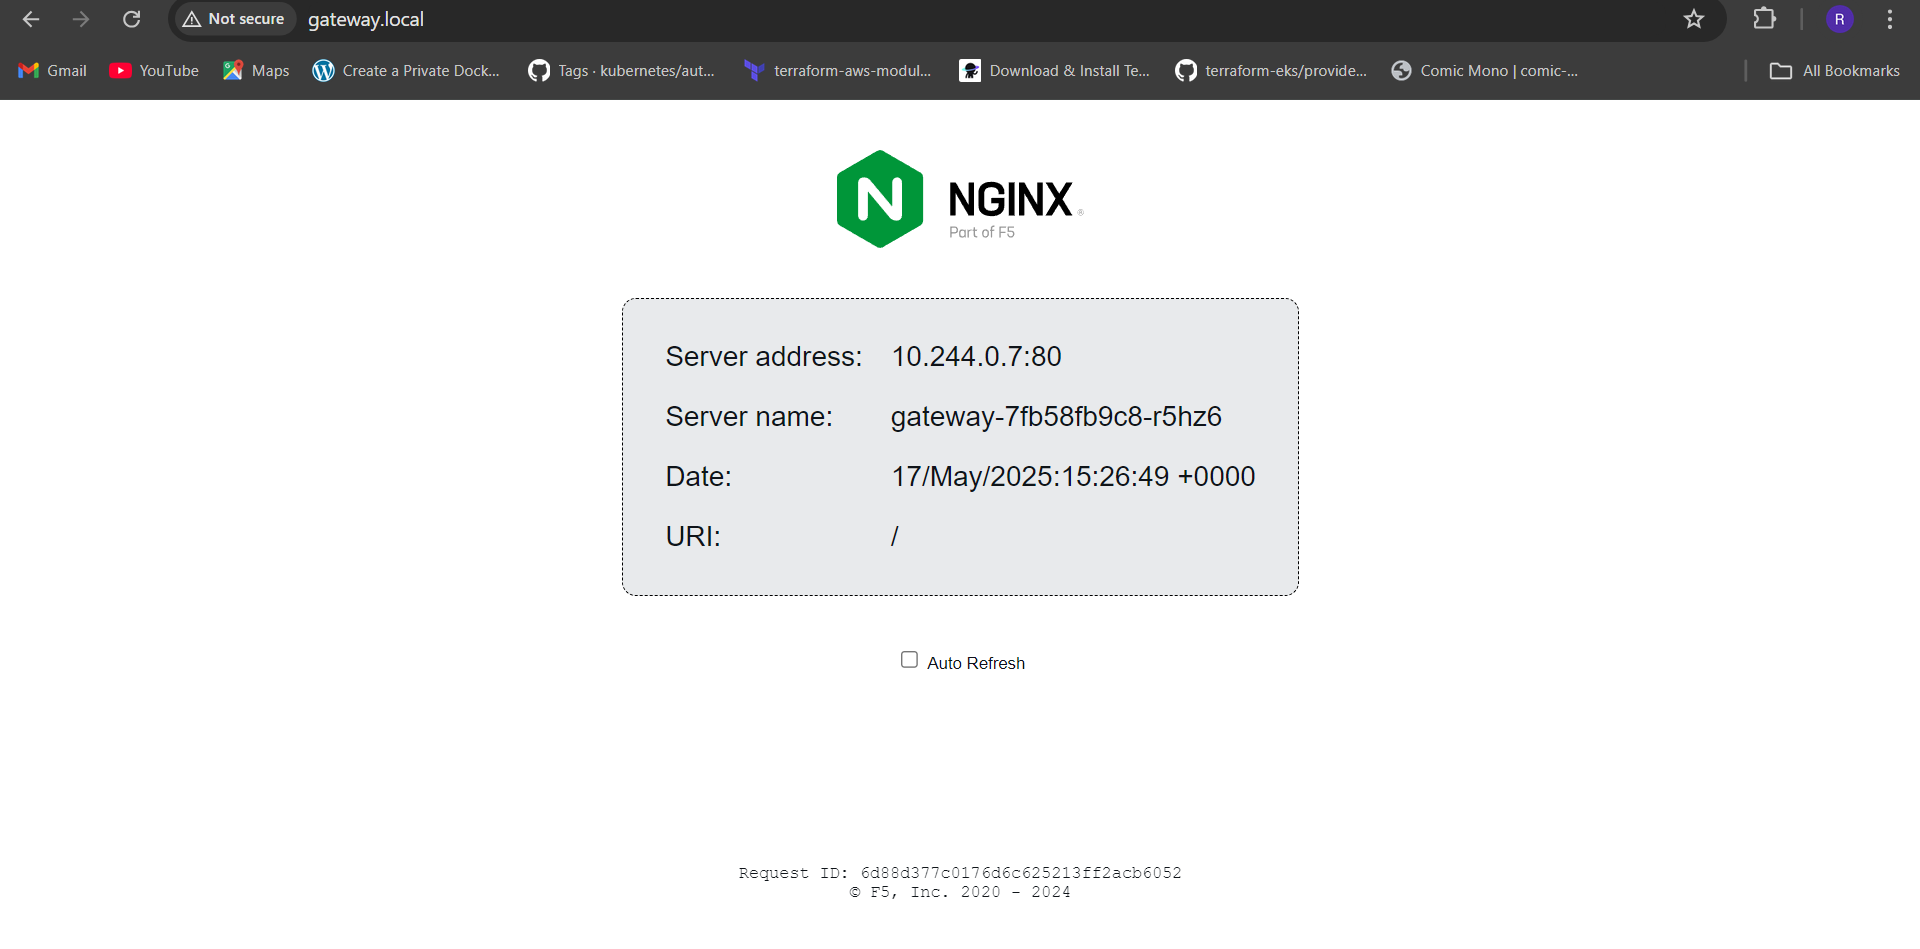 Not secure gateway.local R
Gmail YouTube Maps Create a Private Dock... Tags · kubernetes/aut... terraform-aws-modul... Download & Install Te... terraform-eks/provide... Comic Mono | comic-... All Bookmarks
N NGINX ®
Part of F5
Server address: 10.244.0.7:80
Server name: gateway-7fb58fb9c8-r5hz6
Date: 17/May/2025:15:26:49 +0000
URI: /
Auto Refresh
Request ID: 6d88d377c0176d6c625213ff2acb6052
© F5, Inc. 2020 - 2024